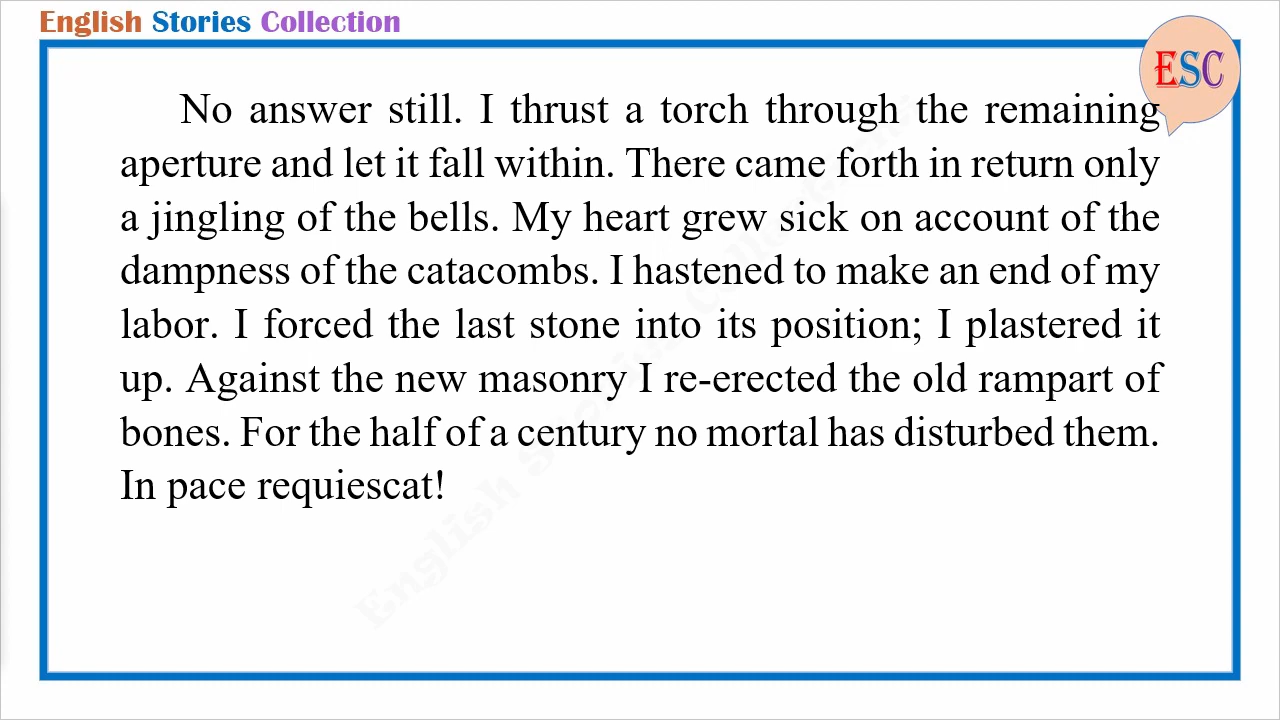 English Stories Collection
ESC
No answer still. I thrust a torch through the remaining
aperture and let it fall within. There came forth in return only
a jingling of the bells. My heart grew sick on account of the
dampness of the catacombs. I hastened to make an end of my
labor. I forced the last stone into its position; I plastered it
up. Against the new masonry I re-erected the old rampart of
bones. For the half of a century no mortal has disturbed them.
In pace requiescat!
English Stories Collection